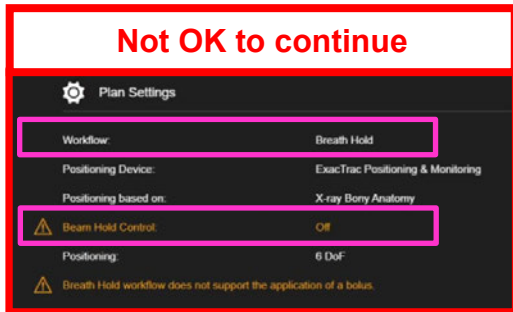 Not OK to continue
Plan Settings
Workflow: Breath Hold
Positioning Device: ExacTrac Positioning & Monitoring
Positioning based on: X-ray Bony Anatomy
Beam Hold Control: Off
Positioning: 6 DoF
Breath Hold workflow does not support the application of a bolus.